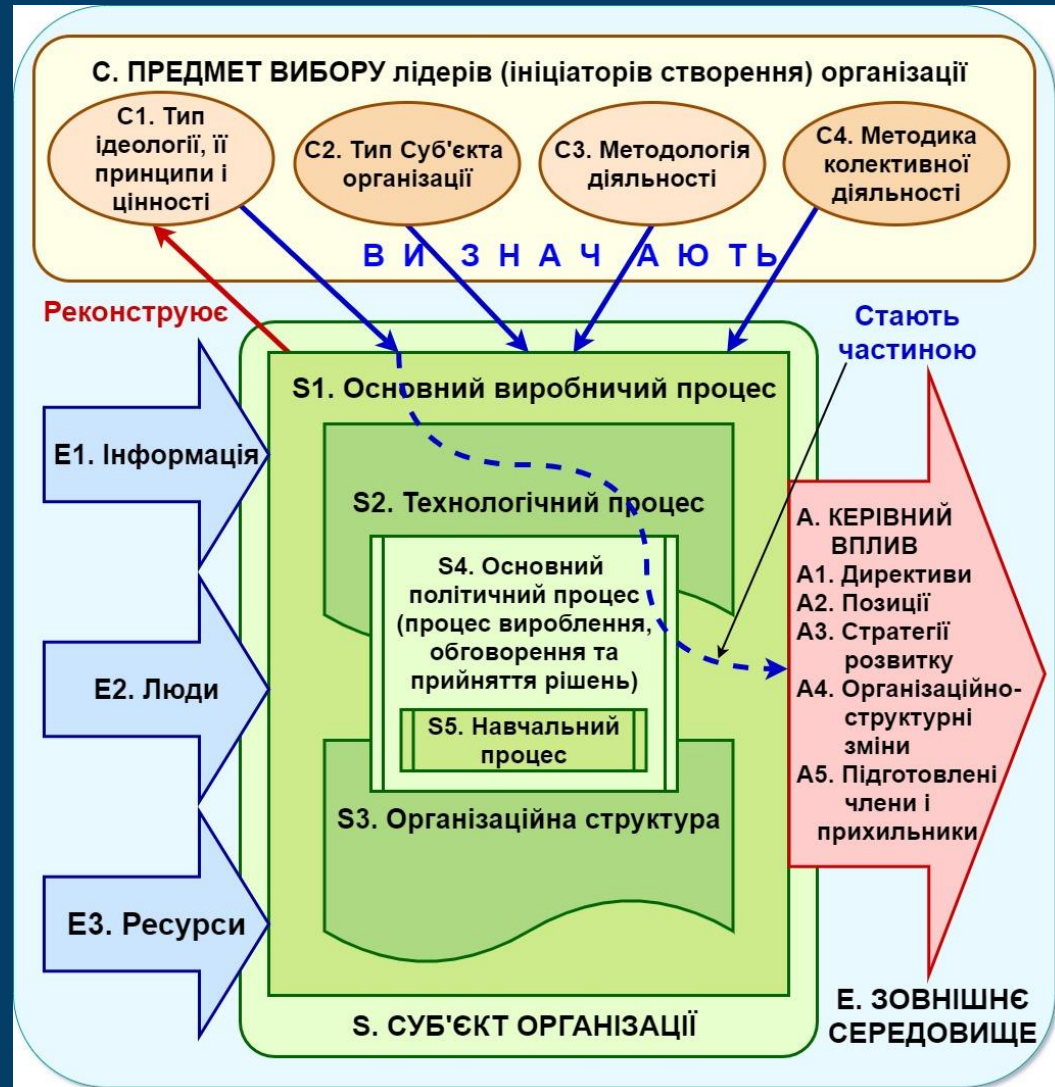 С. ПРЕДМЕТ ВИБОРУ лідерів (ініціаторів створення) організації
С1. Тип
ідеології, її
принципи і
цінності
С2. Тип Суб'єкта
організації
С3. Методологія
діяльності
С4. Методика
колективної
діяльності
В И З Н А Ч А Ю Т Ь
Реконструює
Стають
частиною
S1. Основний виробничий процес
Е1. Інформація
S2. Технологічний процес
S4. Основний
політичний процес
(процес вироблення,
обговорення та
прийняття рішень)
Е2. Люди
S5. Навчальний
процес
S3. Організаційна структура
Е3. Ресурси
А. КЕРІВНИЙ
ВПЛИВ
А1. Директиви
А2. Позиції
А3. Стратегії
розвитку
А4. Організаційно-
структурні
зміни
А5. Підготовлені
члени і
прихильники
S. СУБ'ЄКТ ОРГАНІЗАЦІЇ
Е. ЗОВНІШНЄ
СЕРЕДОВИЩЕ